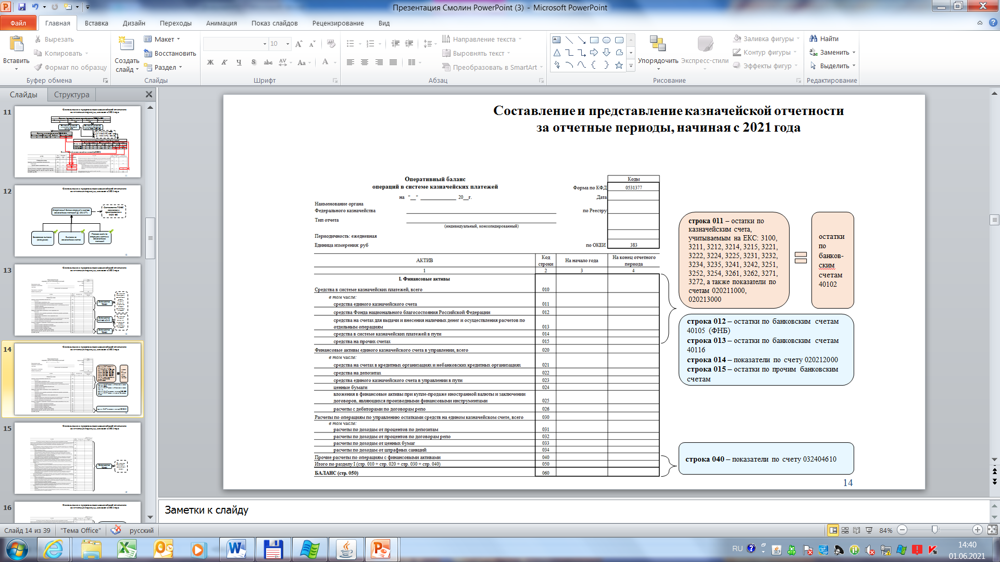 Презентация Смолин PowerPoint (3) - Microsoft PowerPoint
Файл
Главная
Вставка
Дизайн
Переходы
Анимация
Показ слайдов
Рецензирование
Вид
Вставить
Вырезать
Копировать
Формат по образцу
Буфер обмена
Создать слайд
Макет
Восстановить
Раздел
Слайды
10
Ж К Ч S abc AV Aa A
Шрифт
Направление текста
Выровнять текст
Преобразовать в SmartArt
Абзац
Упорядочить
Экспресс-стили
Заливка фигуры
Контур фигуры
Эффекты фигур
Рисование
Найти
Заменить
Выделить
Редактирование
Слайды
Структура
11
12
13
14
15
16
Составление и представление казначейской отчетности
за отчетные периоды, начиная с 2021 года
Оперативный баланс
операций в системе казначейских платежей
на "__" ______________ 20__г.
Коды
Форма по КФД 0531377
Дата
Наименование органа
Федерального казначейства
по Реестру
Тип отчета
(индивидуальный, консолидированный)
Периодичность: ежедневная
Единица измерения: руб
по ОКЕИ 383
АКТИВ
Код строки
На начало года
На конец отчетного периода
1 2 3 4
I. Финансовые активы
Средства в системе казначейских платежей, всего 010
в том числе:
средства единого казначейского счета 011
средства Фонда национального благосостояния Российской Федерации 012
средства на счетах для выдачи и внесения наличных денег и осуществления расчетов по
отдельным операциям 013
средства в системе казначейских платежей в пути 014
средства на прочих счетах 015
Финансовые активы единого казначейского счета в управлении, всего 020
в том числе:
средства на счетах в кредитных организациях и небанковских кредитных организациях 021
средства на депозитах 022
средства единого казначейского счета в управлении в пути 023
ценные бумаги 024
вложения в финансовые активы при купле-продаже иностранной валюты и заключении
договоров, являющихся производными финансовыми инструментами 025
расчеты с дебиторами по договорам репо 026
Расчеты по операциям по управлению остатками средств на едином казначейском счете, всего 030
в том числе:
расчеты по доходам от процентов по депозитам 031
расчеты по доходам от процентов по договорам репо 032
расчеты по доходам от ценных бумаг 033
расчеты по доходам от штрафных санкций 034
Прочие расчеты по операциям с финансовыми активами 040
Итого по разделу I (стр. 010 + стр. 020 + стр. 030 + стр. 040) 050
БАЛАНС (стр. 050) 060
строка 011 – остатки по
казначейским счета,
учитываемым на ЕКС: 3100,
3211, 3212, 3214, 3215, 3221,
3222, 3224, 3225, 3231, 3232,
3234, 3235, 3241, 3242, 3251,
3252, 3254, 3261, 3262, 3271,
3272, а также показатели по
счетам 020211000,
020213000
остатки
по
банков-
ским
счетам
40102
строка 012 – остатки по банковским счетам
40105 (ФНБ)
строка 013 – остатки по банковским счетам
40116
строка 014 – показатели по счету 020212000
строка 015 – остатки по прочим банковским
счетам
строка 040 – показатели по счету 032404610
14
Заметки к слайду
Слайд 14 из 39
"Тема Office"
русский
84%
RU
14:40
01.06.2021